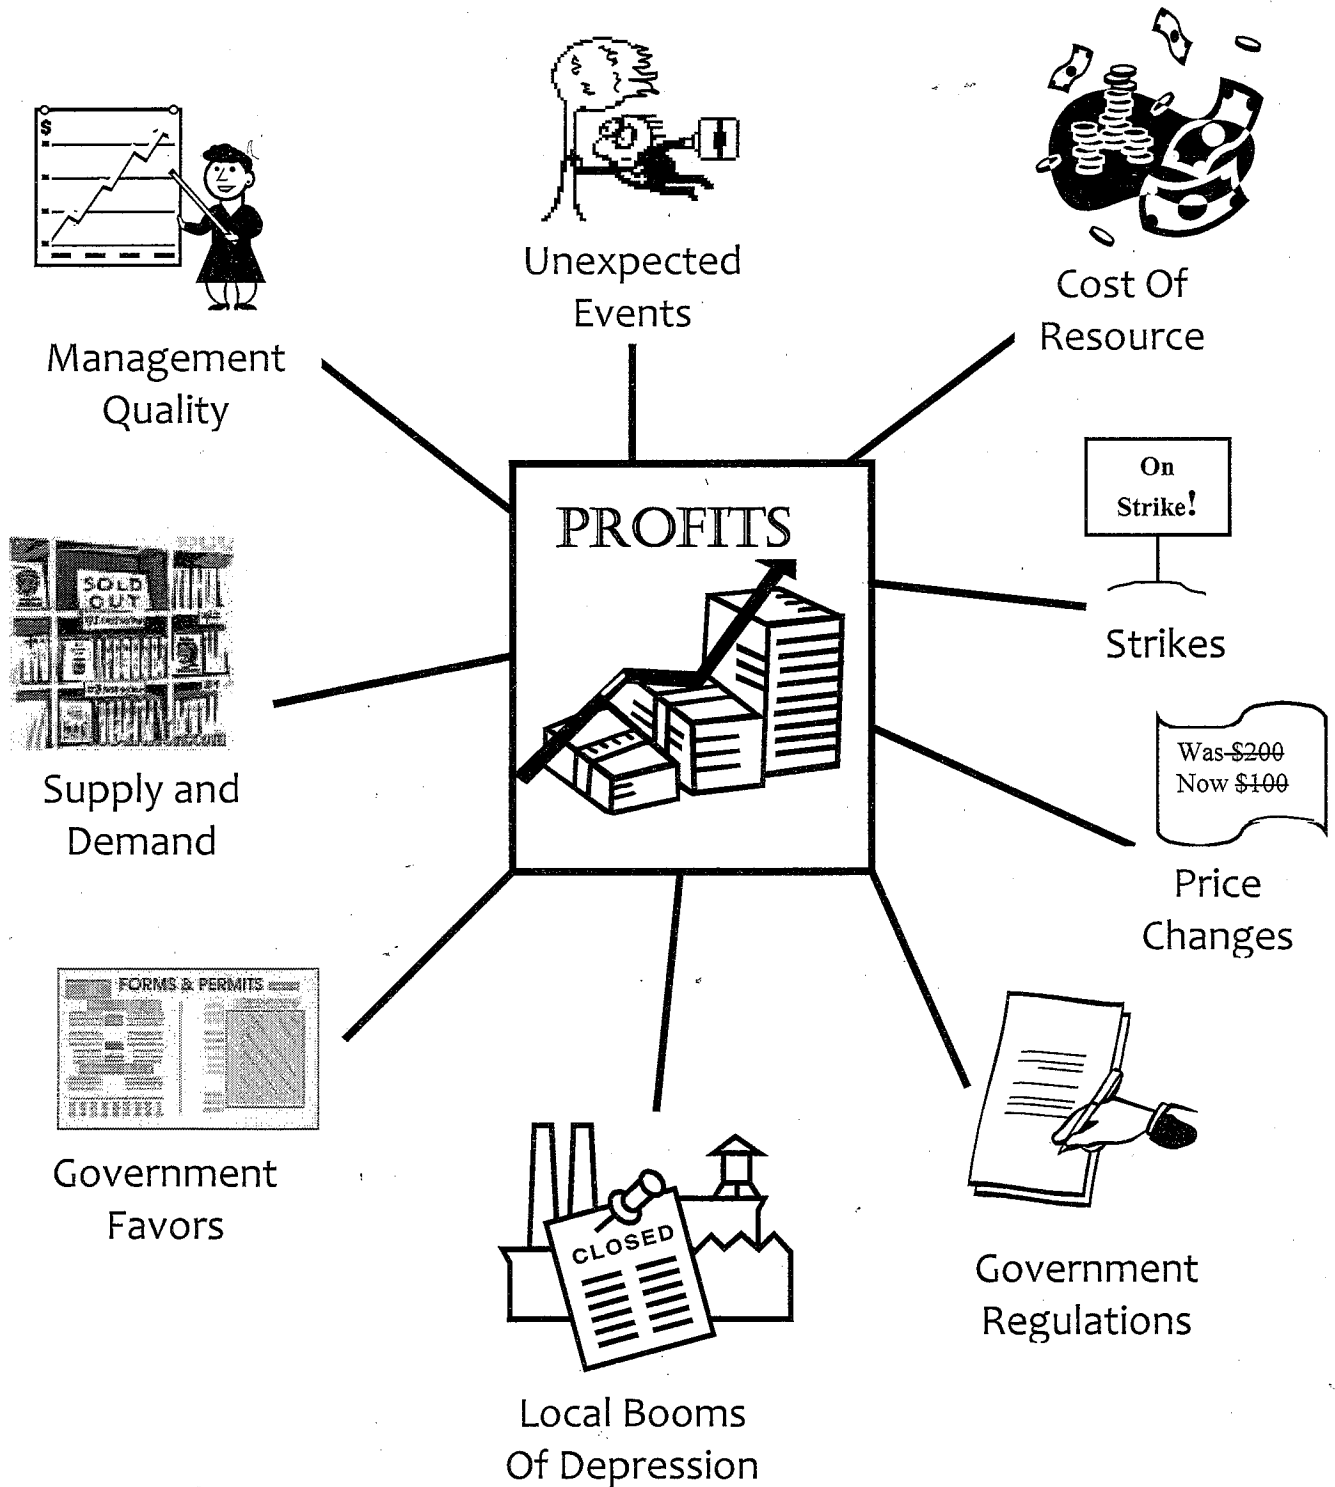 $
Unexpected
Events
Cost Of
Resource
Management
Quality
PROFITS
On
Strike!
Strikes
SOLD
OUT
Was $200
Now $100
Supply and
Demand
Price
Changes
FORMS & PERMITS
Government
Favors
CLOSED
Government
Regulations
Local Booms
Of Depression